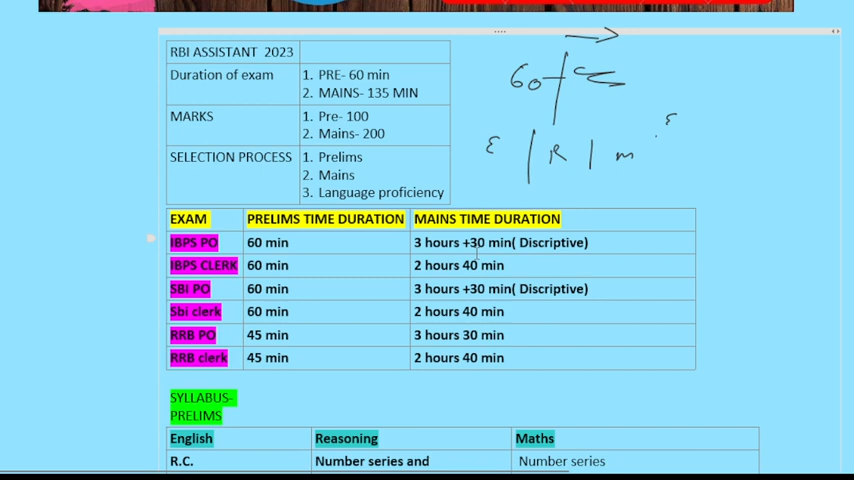 RBI ASSISTANT 2023
Duration of exam 1. PRE- 60 min
2. MAINS- 135 MIN
MARKS 1. Pre- 100
2. Mains- 200
SELECTION PROCESS 1. Prelims
2. Mains
3. Language proficiency
60
ε | R | m ε
EXAM PRELIMS TIME DURATION MAINS TIME DURATION
IBPS PO 60 min 3 hours +30 min( Discriptive)
IBPS CLERK 60 min 2 hours 40 min
SBI PO 60 min 3 hours +30 min( Discriptive)
Sbi clerk 60 min 2 hours 40 min
RRB PO 45 min 3 hours 30 min
RRB clerk 45 min 2 hours 40 min
SYLLABUS-
PRELIMS
English Reasoning Maths
R.C. Number series and Number series